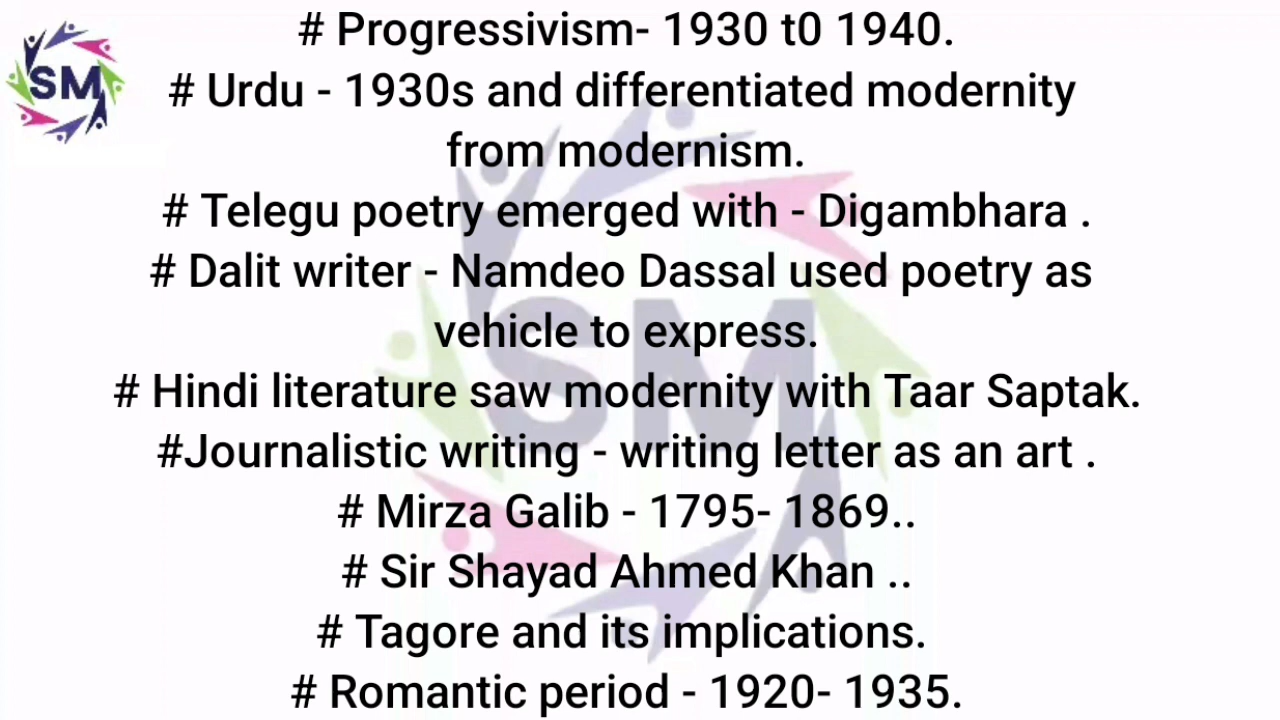 SM
# Progressivism- 1930 t0 1940.
# Urdu - 1930s and differentiated modernity
from modernism.
# Telegu poetry emerged with - Digambhara .
# Dalit writer - Namdeo Dassal used poetry as
vehicle to express.
# Hindi literature saw modernity with Taar Saptak.
#Journalistic writing - writing letter as an art .
# Mirza Galib - 1795- 1869..
# Sir Shayad Ahmed Khan ..
# Tagore and its implications.
# Romantic period - 1920- 1935.
SM